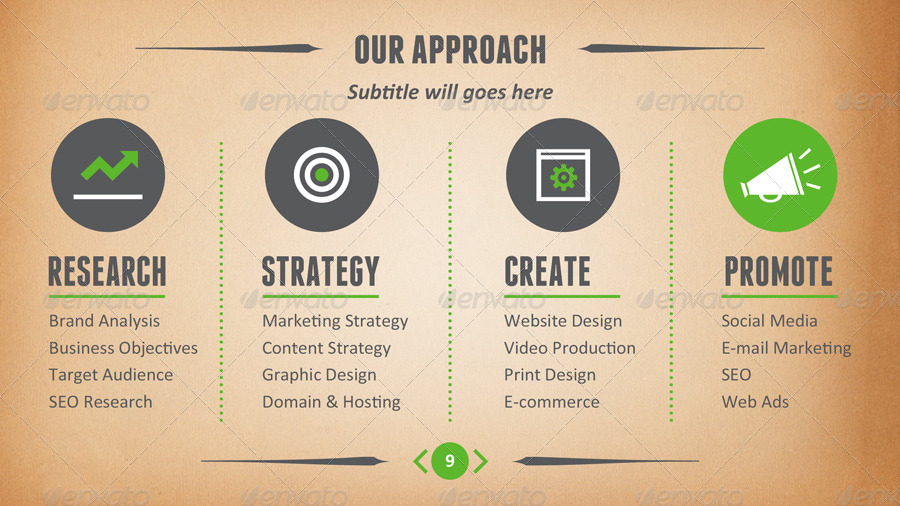 OUR APPROACH
Subtitle will goes here
RESEARCH
Brand Analysis
Business Objectives
Target Audience
SEO Research
STRATEGY
Marketing Strategy
Content Strategy
Graphic Design
Domain & Hosting
CREATE
Website Design
Video Production
Print Design
E-commerce
PROMOTE
Social Media
E-mail Marketing
SEO
Web Ads
9
envato